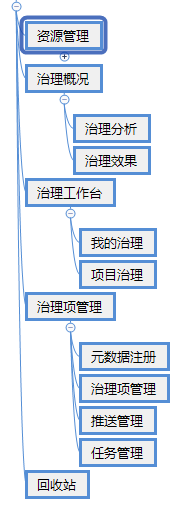 资源管理
治理概况
治理分析
治理效果
治理工作台
我的治理
项目治理
治理项管理
元数据注册
治理项管理
推送管理
任务管理
回收站